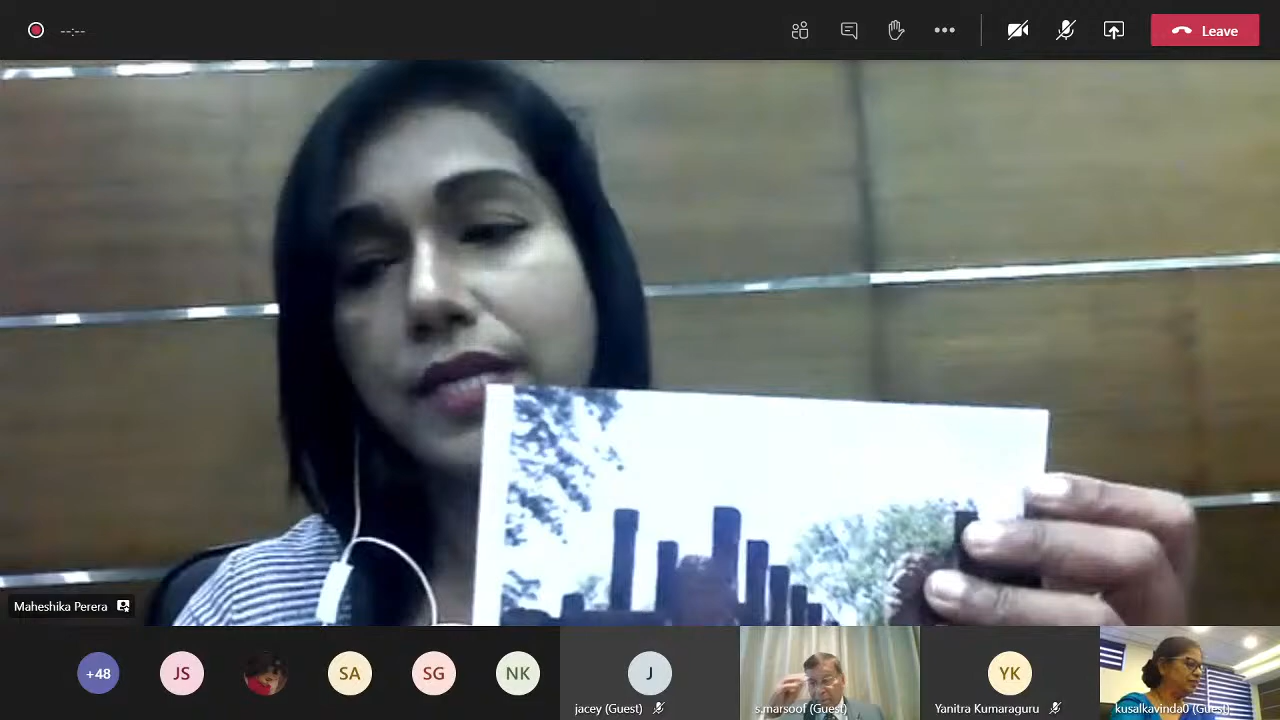 --:--
Leave
Maheshika Perera
+48
JS
SA
SG
NK
J
jacey (Guest)
s.marsoof (Guest)
YK
Yanitra Kumaraguru
kusalkavinda0 (Guest)